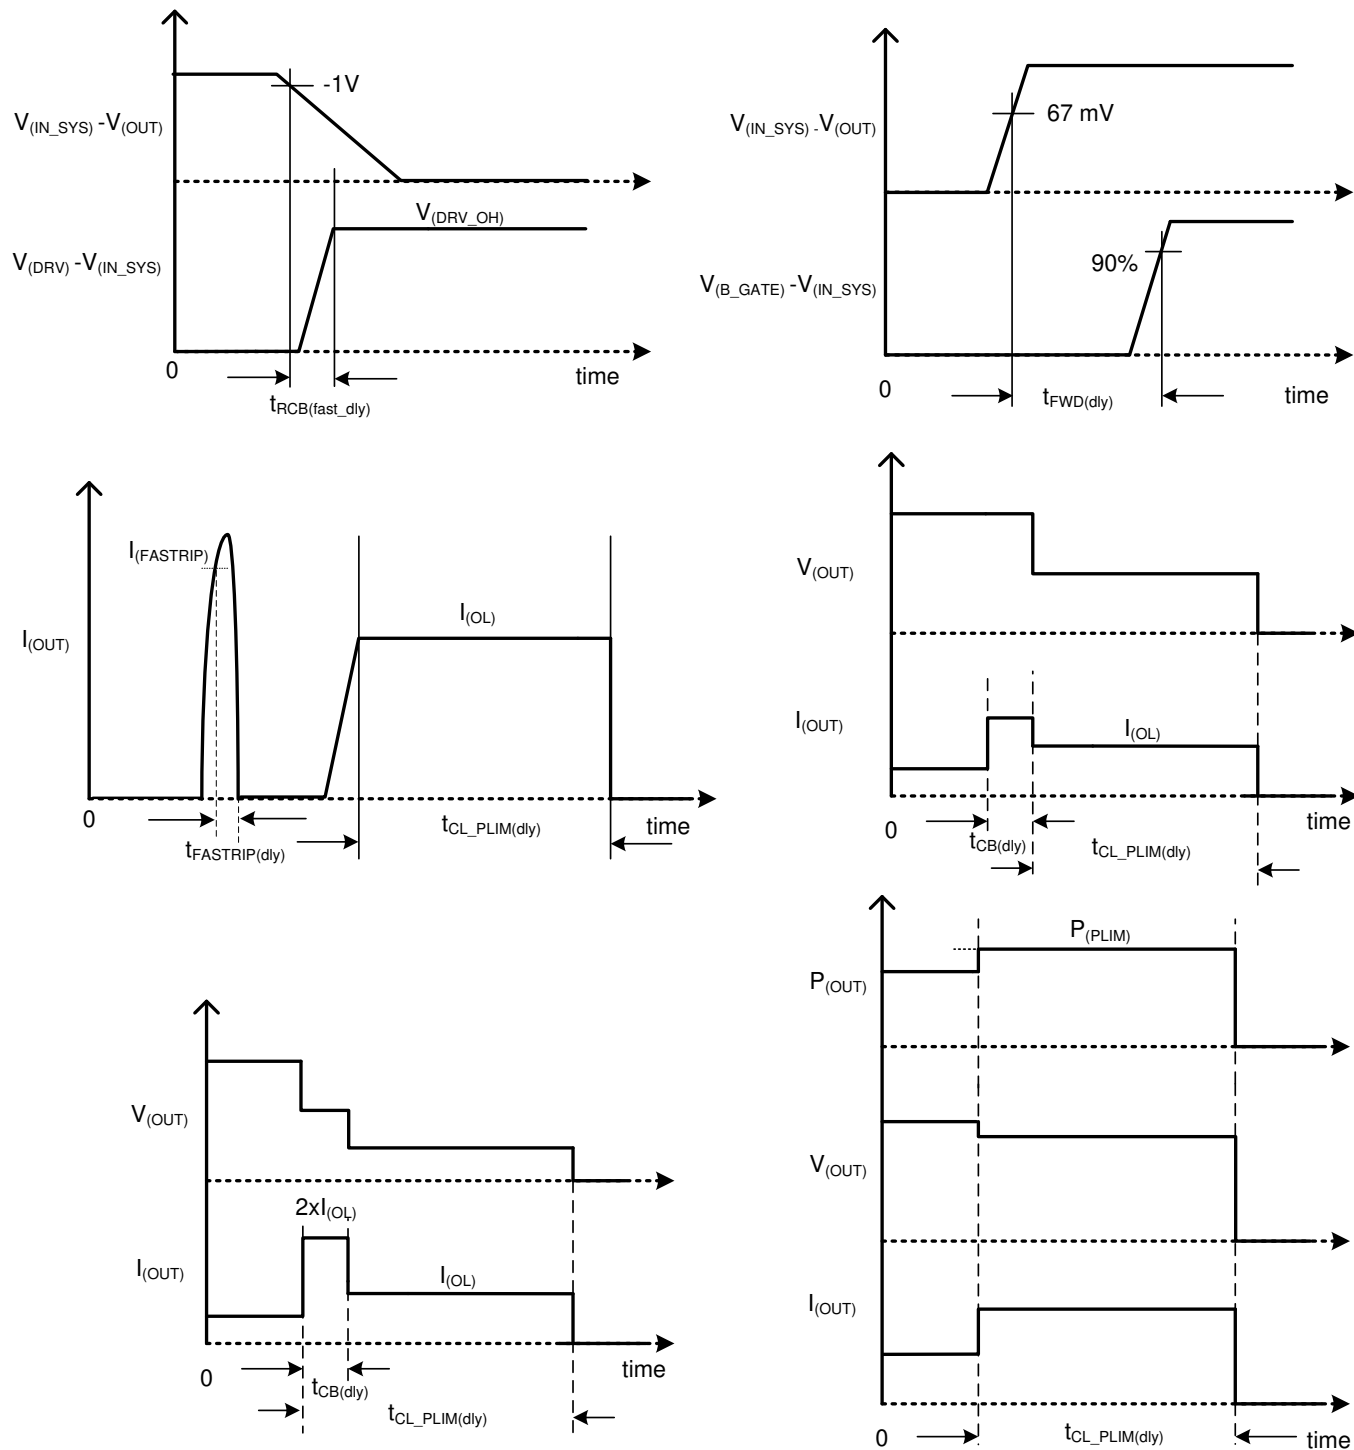 -1V
V(IN_SYS) -V(OUT)
V(DRV_OH)
V(DRV) -V(IN_SYS)
0
time
tRCB(fast_dly)
67 mV
V(IN_SYS) -V(OUT)
90%
V(B_GATE) -V(IN_SYS)
0
tFWD(dly)
time
I(FASTRIP)
I(OL)
I(OUT)
0
tCL_PLIM(dly)
time
tFASTRIP(dly)
V(OUT)
I(OUT)
I(OL)
0
time
tCB(dly)
tCL_PLIM(dly)
V(OUT)
2xI(OL)
I(OUT)
I(OL)
0
time
tCB(dly)
tCL_PLIM(dly)
P(PLIM)
P(OUT)
V(OUT)
I(OUT)
0
tCL_PLIM(dly)
time